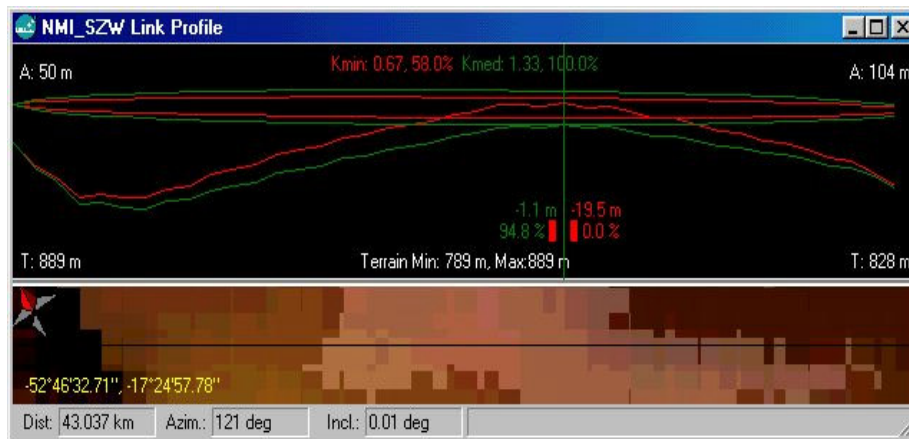 NMI_SZW Link Profile
Kmin: 0.67, 58.0% Kmed: 1.33, 100.0%
A: 50 m
A: 104 m
-1.1 m -19.5 m
94.8 % 0.0 %
T: 889 m
Terrain Min: 789 m, Max:889 m
T: 828 m
-52°46'32.71", -17°24'57.78"
Dist: 43.037 km Azim.: 121 deg Incl.: 0.01 deg